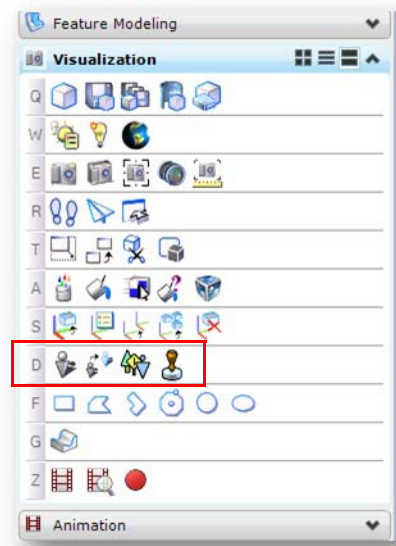 Feature Modeling
Visualization
Q
W
E
R
T
A
S
D
F
G
Z
Animation